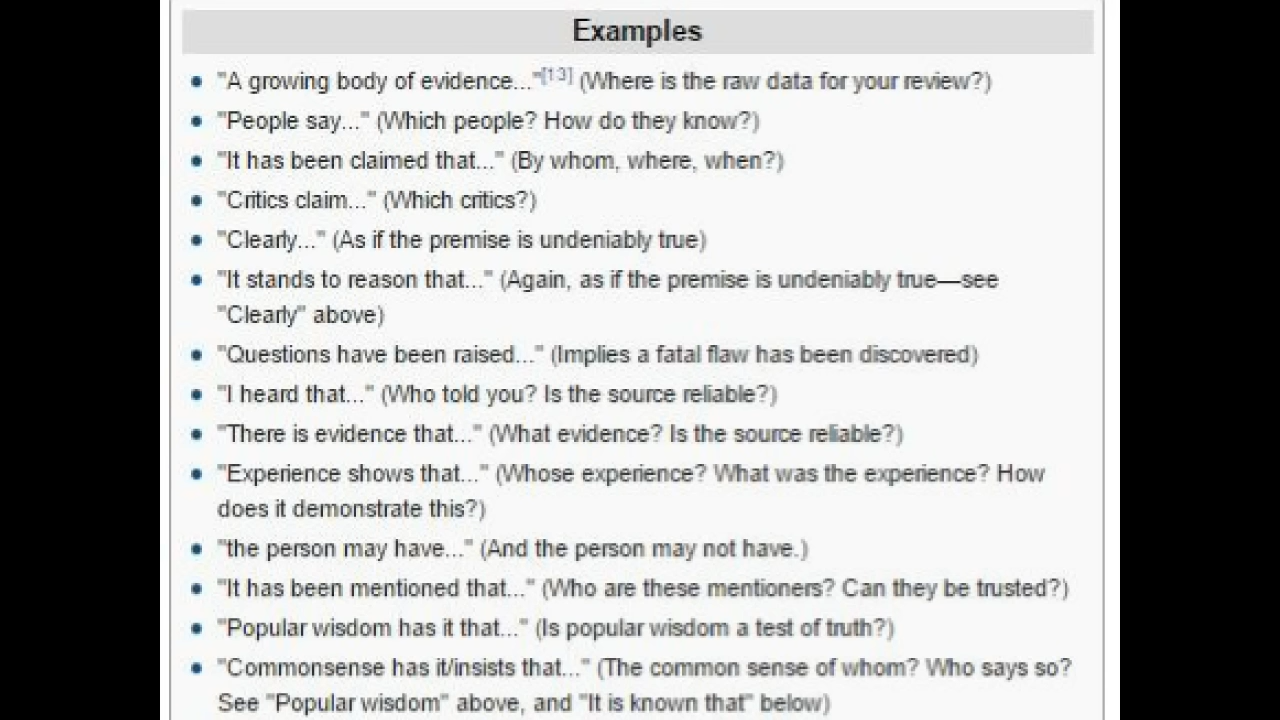 Examples
• "A growing body of evidence..."[13] (Where is the raw data for your review?)
• "People say..." (Which people? How do they know?)
• "It has been claimed that..." (By whom, where, when?)
• "Critics claim..." (Which critics?)
• "Clearly..." (As if the premise is undeniably true)
• "It stands to reason that..." (Again, as if the premise is undeniably true—see
"Clearly" above)
• "Questions have been raised..." (Implies a fatal flaw has been discovered)
• "I heard that..." (Who told you? Is the source reliable?)
• "There is evidence that..." (What evidence? Is the source reliable?)
• "Experience shows that..." (Whose experience? What was the experience? How
does it demonstrate this?)
• "the person may have..." (And the person may not have.)
• "It has been mentioned that..." (Who are these mentioners? Can they be trusted?)
• "Popular wisdom has it that..." (Is popular wisdom a test of truth?)
• "Commonsense has it/insists that..." (The common sense of whom? Who says so?
See "Popular wisdom" above, and "It is known that" below)